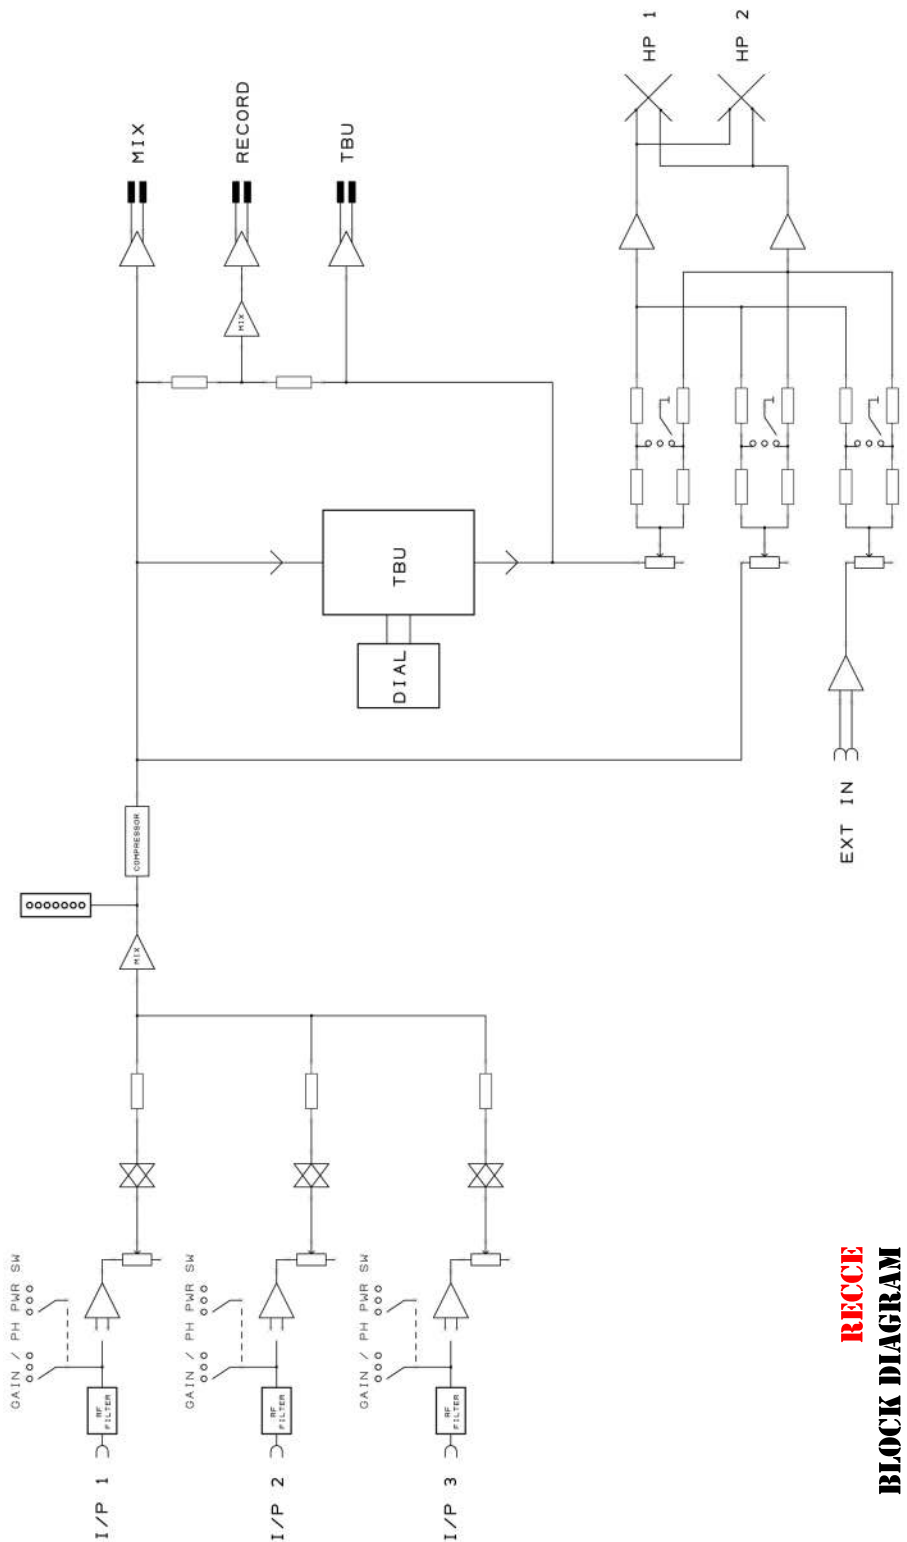 I/P 1
RF
FILTER
GAIN / PH PWR SW
I/P 2
RF
FILTER
GAIN / PH PWR SW
I/P 3
RF
FILTER
GAIN / PH PWR SW
MIX
COMPRESSOR
TBU
DIAL
MIX
MIX
RECORD
TBU
EXT IN
HP 1
HP 2
RECCE
BLOCK DIAGRAM